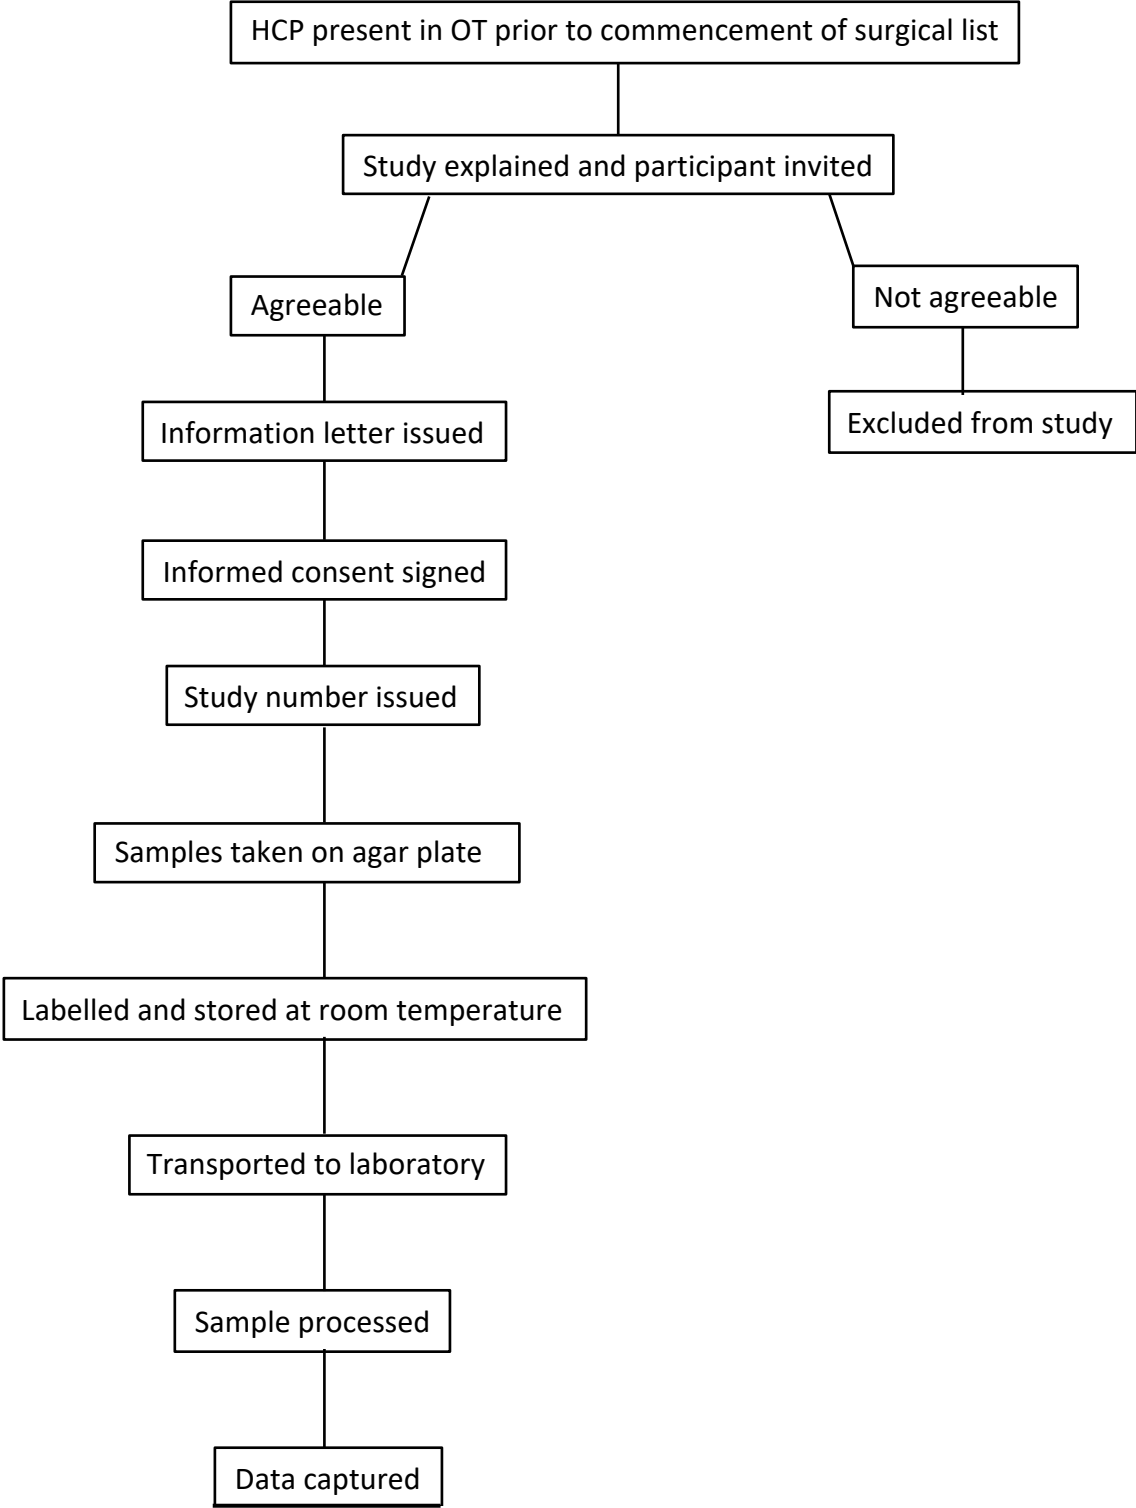 HCP present in OT prior to commencement of surgical list
Study explained and participant invited
Agreeable
Not agreeable
Information letter issued
Excluded from study
Informed consent signed
Study number issued
Samples taken on agar plate
Labelled and stored at room temperature
Transported to laboratory
Sample processed
Data captured